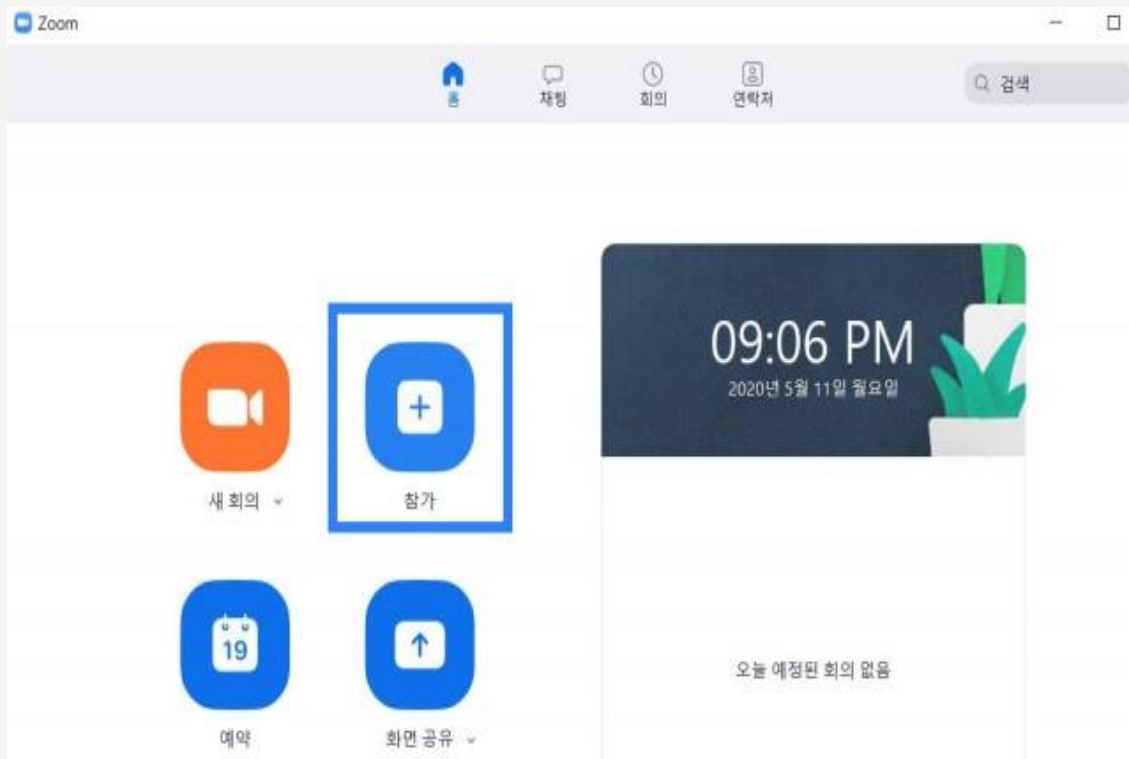 Zoom
홈
채팅
회의
연락처
검색
09:06 PM
2020년 5월 11일 월요일
새 회의
참가
19
예약
화면 공유
오늘 예정된 회의 없음